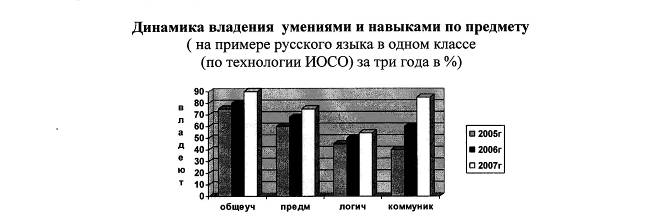 Динамика владения умениями и навыками по предмету
( на примере русского языка в одном классе
(по технологии ИОСО) за три года в %)
владеют
90
80
70
60
50
40
30
20
10
0
общеуч предм логич коммуник
2005г
2006г
2007г